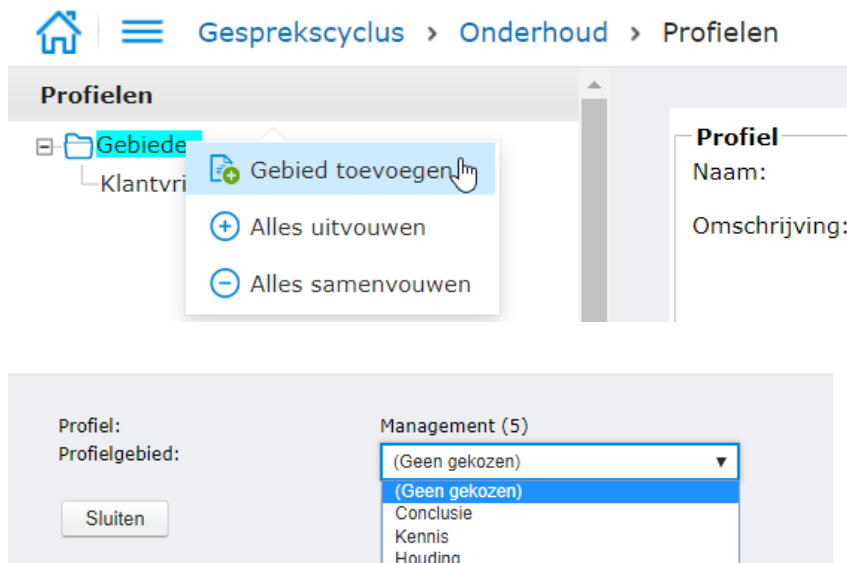 Gesprekscyclus › Onderhoud › Profielen
Profielen
Gebiede
Klantvri
Gebied toevoegen
Alles uitvouwen
Alles samenvouwen
Profiel
Naam:
Omschrijving:
Profiel: Management (5)
Profielgebied: (Geen gekozen)
(Geen gekozen)
Conclusie
Kennis
Houding
Sluiten